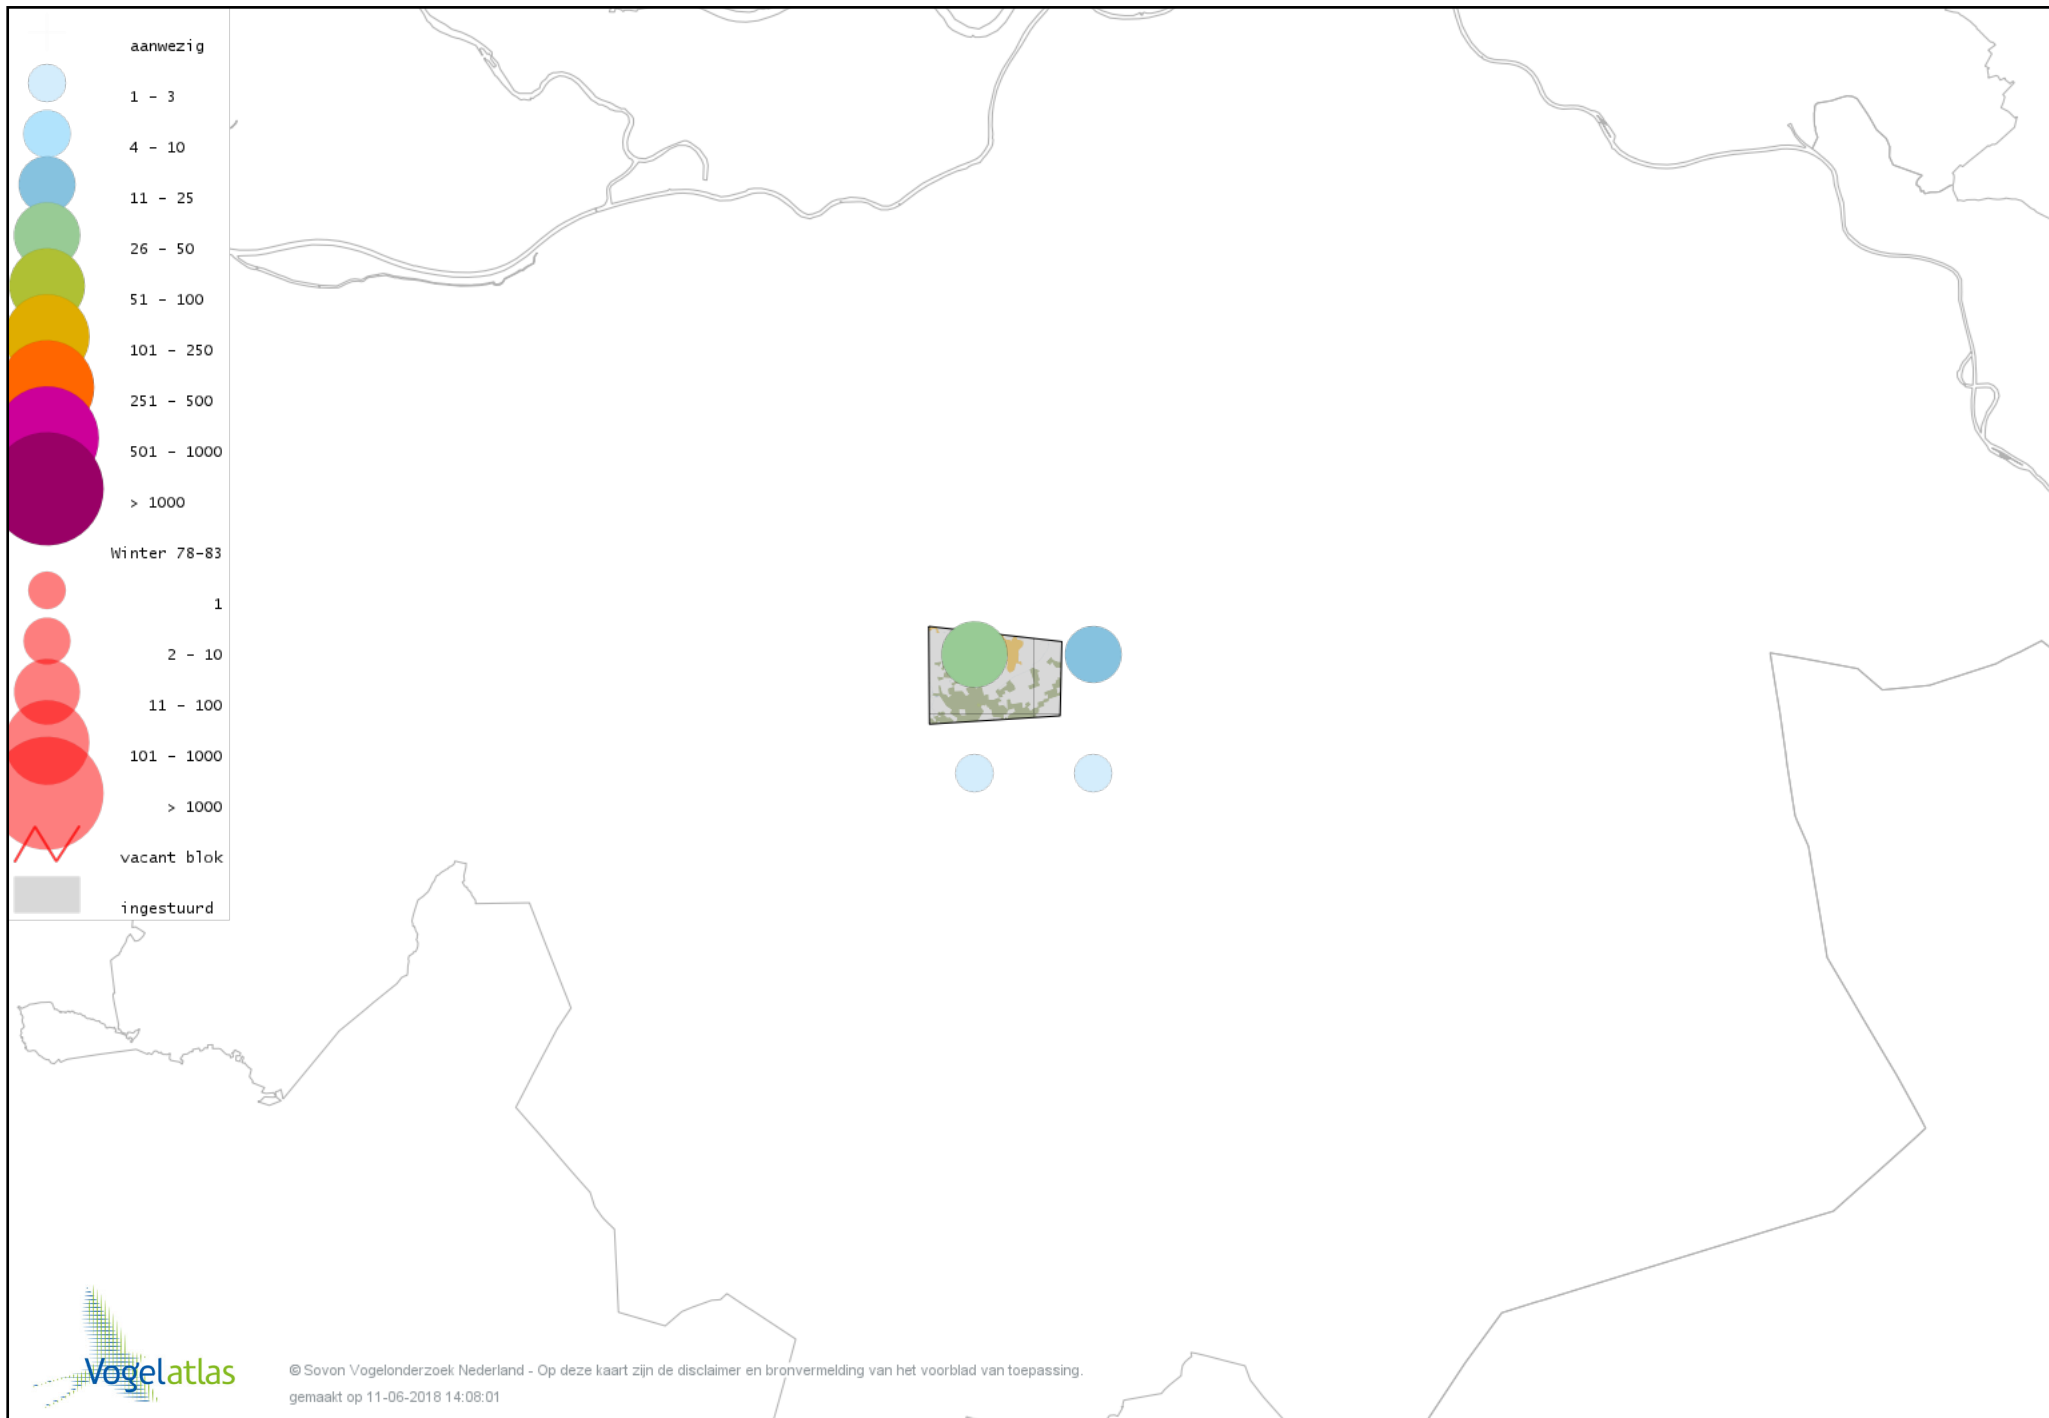 aanwezig
1 - 3
4 - 10
11 - 25
26 - 50
51 - 100
101 - 250
251 - 500
501 - 1000
> 1000
Winter 78-83
1
2 - 10
11 - 100
101 - 1000
> 1000
vacant blok
ingestuurd
Vogelatlas
© Sovon Vogelonderzoek Nederland - Op deze kaart zijn de disclaimer en bronvermelding van het voorblad van toepassing.
gemaakt op 11-06-2018 14:08:01